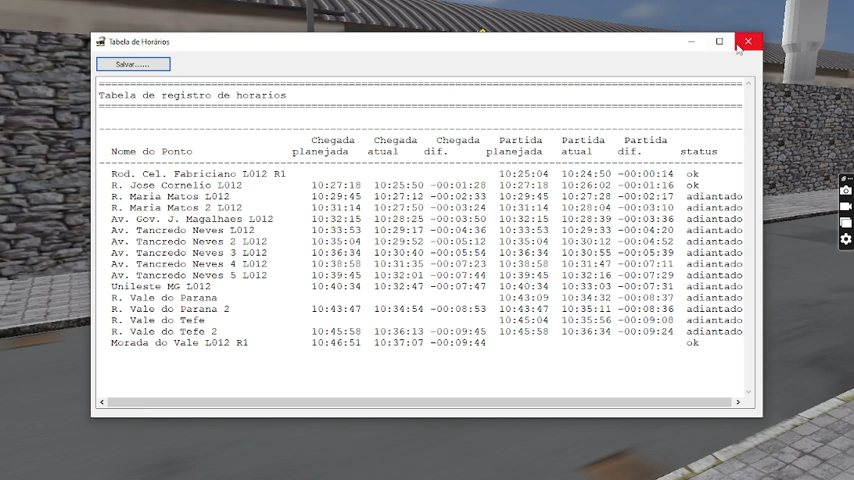 Tabela de Horários
Salvar......
Tabela de registro de horarios
Chegada Chegada Chegada Partida Partida Partida
Nome do Ponto planejada atual dif. planejada atual dif. status
Rod. Cel. Fabriciano L012 R1 10:25:04 10:24:50 -00:00:14 ok
R. Jose Cornelio L012 10:27:18 10:25:50 -00:01:28 10:27:18 10:26:02 -00:01:16 ok
R. Maria Matos L012 10:29:45 10:27:12 -00:02:33 10:29:45 10:27:28 -00:02:17 adiantado
R. Maria Matos 2 L012 10:31:14 10:27:50 -00:03:24 10:31:14 10:28:04 -00:03:10 adiantado
Av. Gov. J. Magalhaes L012 10:32:15 10:28:25 -00:03:50 10:32:15 10:28:39 -00:03:36 adiantado
Av. Tancredo Neves L012 10:33:53 10:29:17 -00:04:36 10:33:53 10:29:33 -00:04:20 adiantado
Av. Tancredo Neves 2 L012 10:35:04 10:29:52 -00:05:12 10:35:04 10:30:12 -00:04:52 adiantado
Av. Tancredo Neves 3 L012 10:36:34 10:30:40 -00:05:54 10:36:34 10:30:55 -00:05:39 adiantado
Av. Tancredo Neves 4 L012 10:38:58 10:31:35 -00:07:23 10:38:58 10:31:47 -00:07:11 adiantado
Av. Tancredo Neves 5 L012 10:39:45 10:32:01 -00:07:44 10:39:45 10:32:16 -00:07:29 adiantado
Unileste MG L012 10:40:34 10:32:47 -00:07:47 10:40:34 10:33:03 -00:07:31 adiantado
R. Vale do Parana 10:43:09 10:34:32 -00:08:37 adiantado
R. Vale do Parana 2 10:43:47 10:34:54 -00:08:53 10:43:47 10:35:11 -00:08:36 adiantado
R. Vale do Tefe 10:45:04 10:35:56 -00:09:08 adiantado
R. Vale do Tefe 2 10:45:58 10:36:13 -00:09:45 10:45:58 10:36:34 -00:09:24 adiantado
Morada do Vale L012 R1 10:46:51 10:37:07 -00:09:44 ok